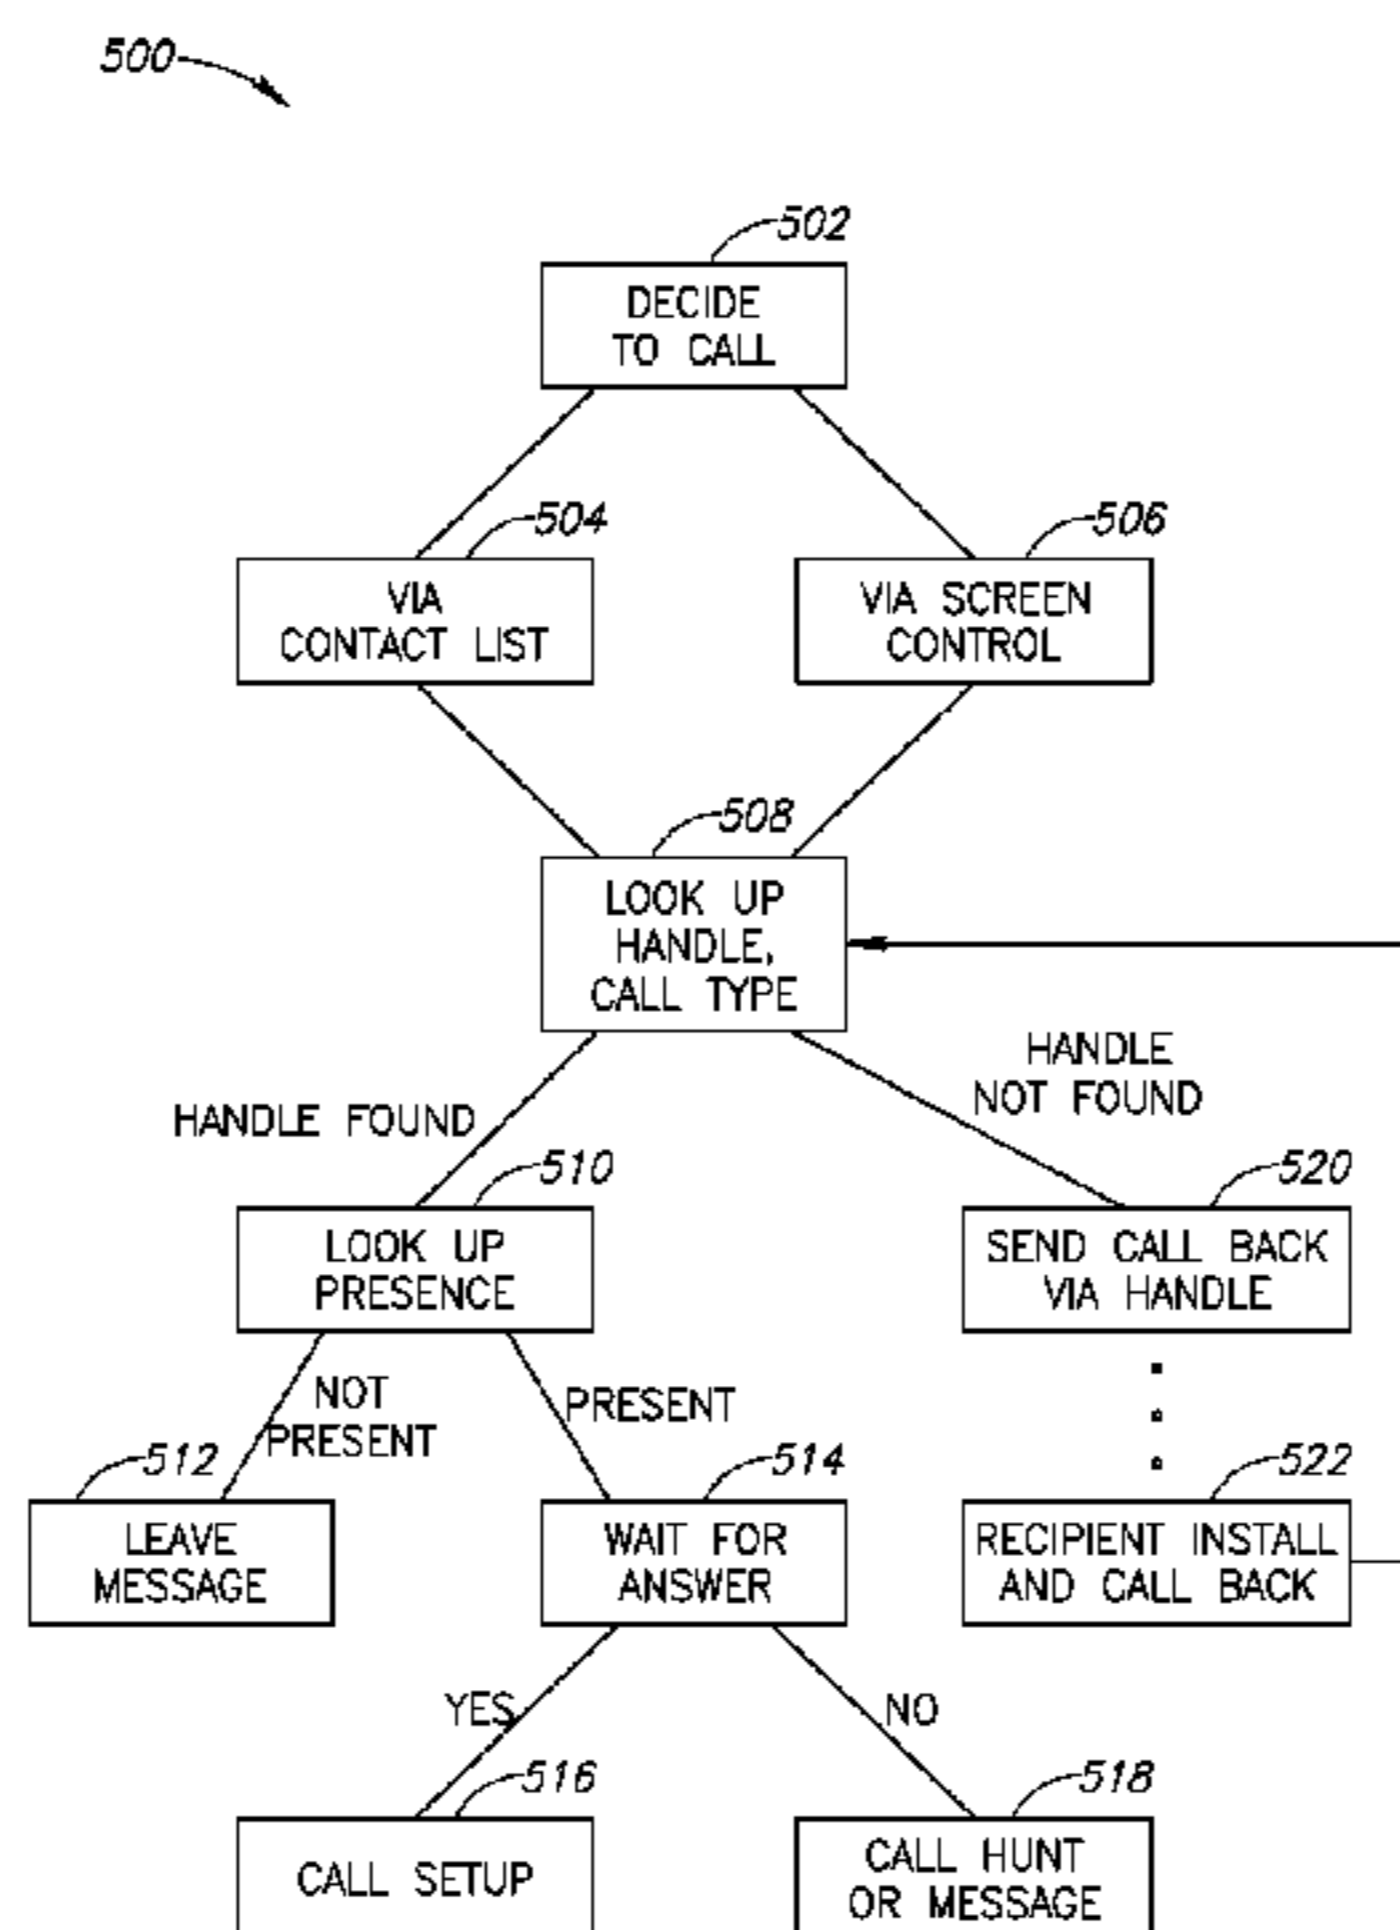 500
502
DECIDE
TO CALL
504
506
VIA
CONTACT LIST
VIA SCREEN
CONTROL
508
LOOK UP
HANDLE,
CALL TYPE
HANDLE
NOT FOUND
HANDLE FOUND
510
520
LOOK UP
PRESENCE
SEND CALL BACK
VIA HANDLE
NOT
PRESENT
PRESENT
512
514
522
LEAVE
MESSAGE
WAIT FOR
ANSWER
RECIPIENT INSTALL
AND CALL BACK
YES
NO
516
518
CALL SETUP
CALL HUNT
OR MESSAGE